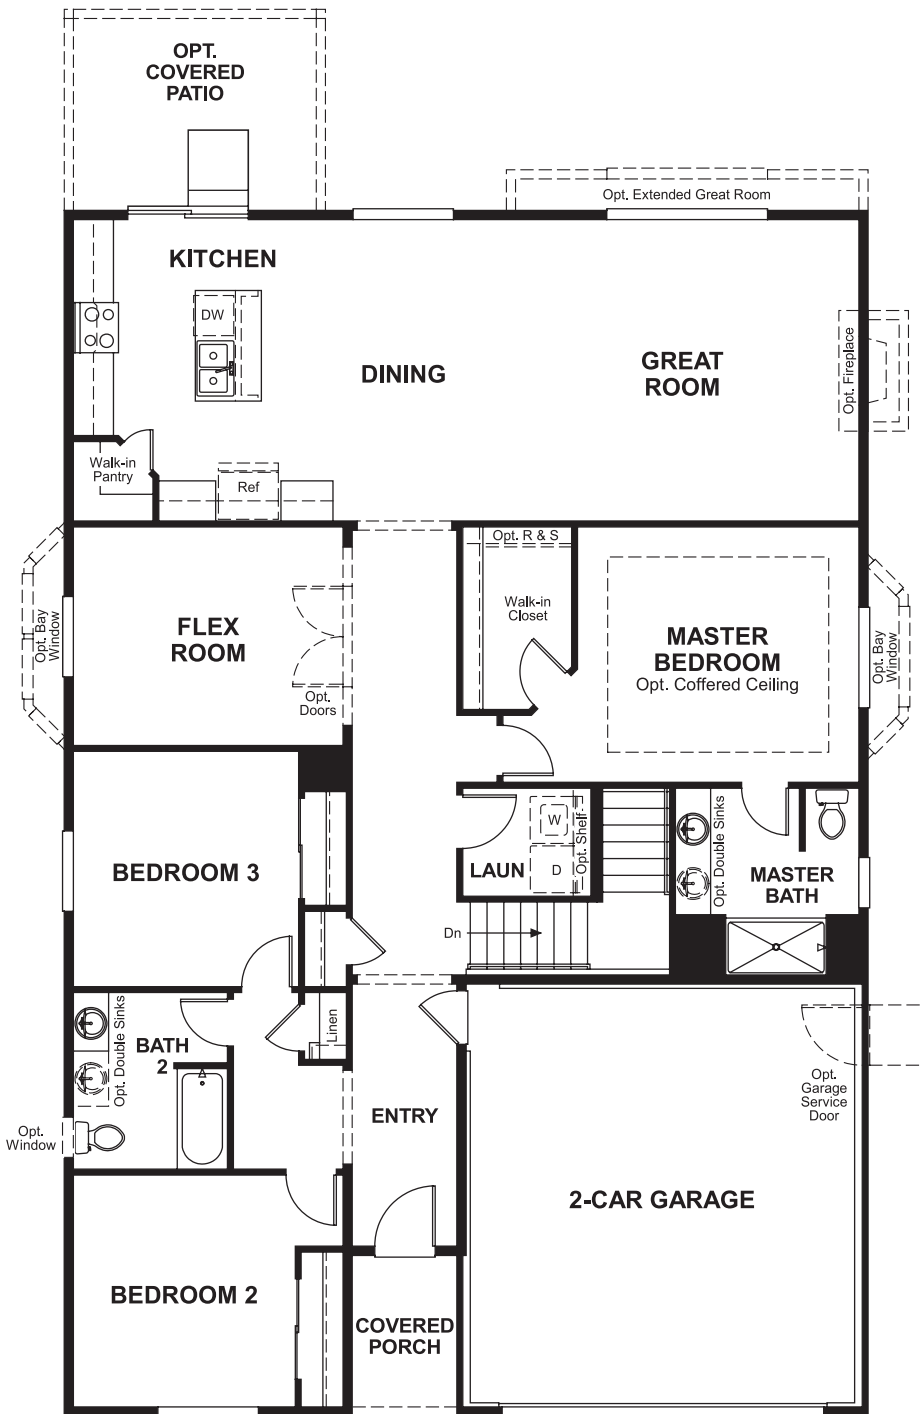 OPT.
COVERED
PATIO
Opt. Extended Great Room
KITCHEN
DW
DINING
GREAT
ROOM
Opt. Fireplace
Walk-in
Pantry
Ref
Opt. R & S
Walk-in
Closet
FLEX
ROOM
Opt. Bay
Window
Opt.
Doors
MASTER
BEDROOM
Opt. Coffered Ceiling
Opt. Bay
Window
BEDROOM 3
LAUN
W
D
Opt. Shelf
Opt. Double Sinks
MASTER
BATH
Dn
Opt. Double Sinks
BATH
2
Linen
Opt.
Window
ENTRY
Opt.
Garage
Service
Door
2-CAR GARAGE
BEDROOM 2
COVERED
PORCH